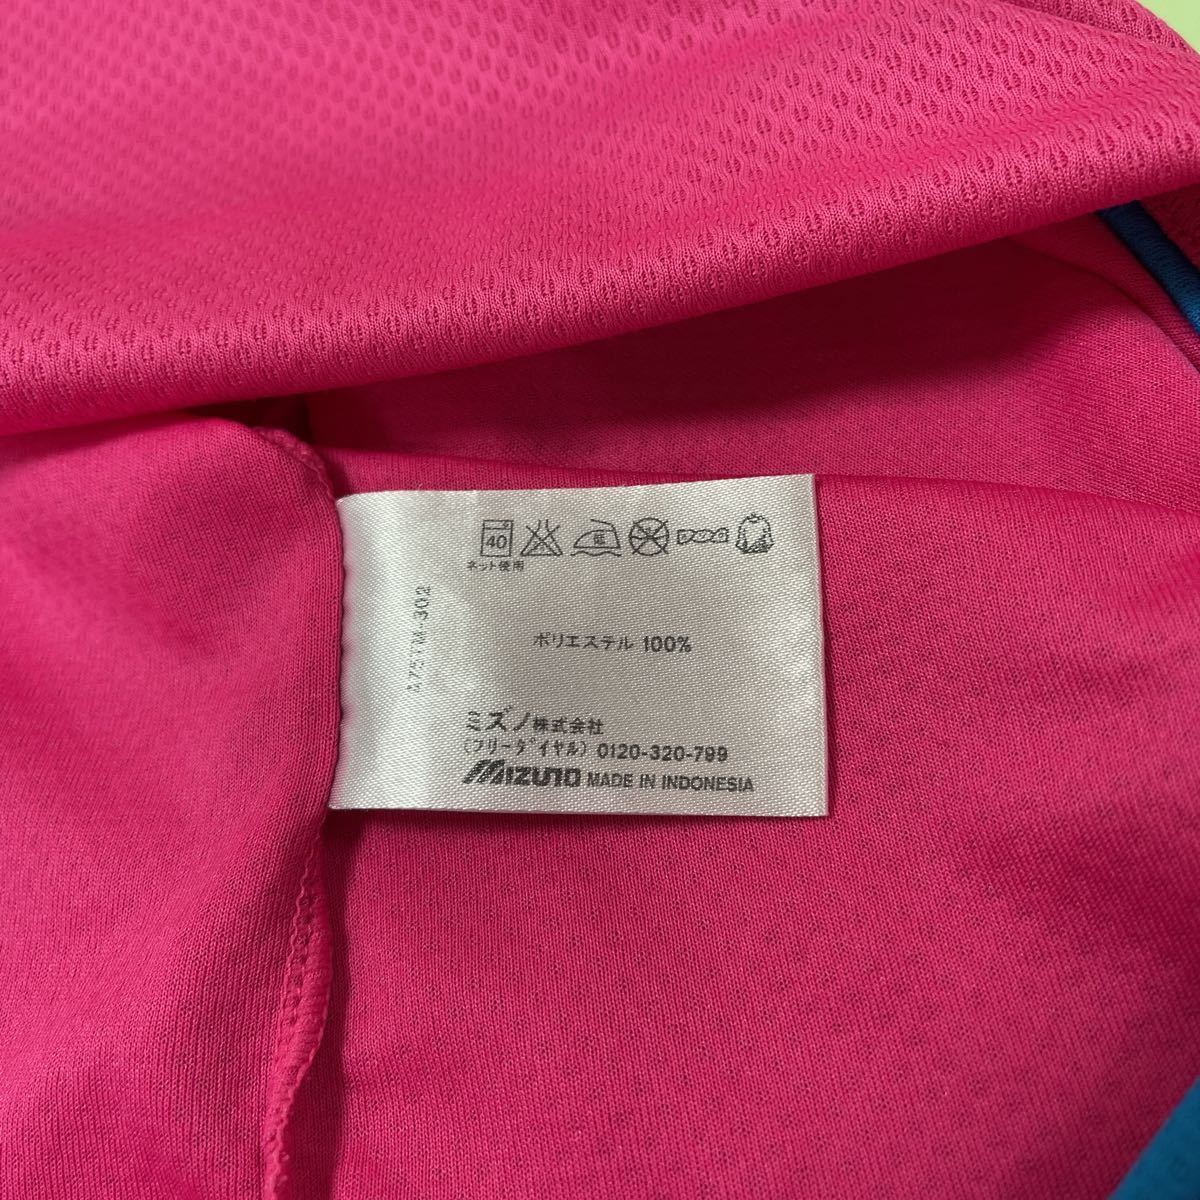 40
ネット使用
ポリエステル 100%
ミズノ株式会社
(フリーダイヤル) 0120-320-799
MIZUNO MADE IN INDONESIA